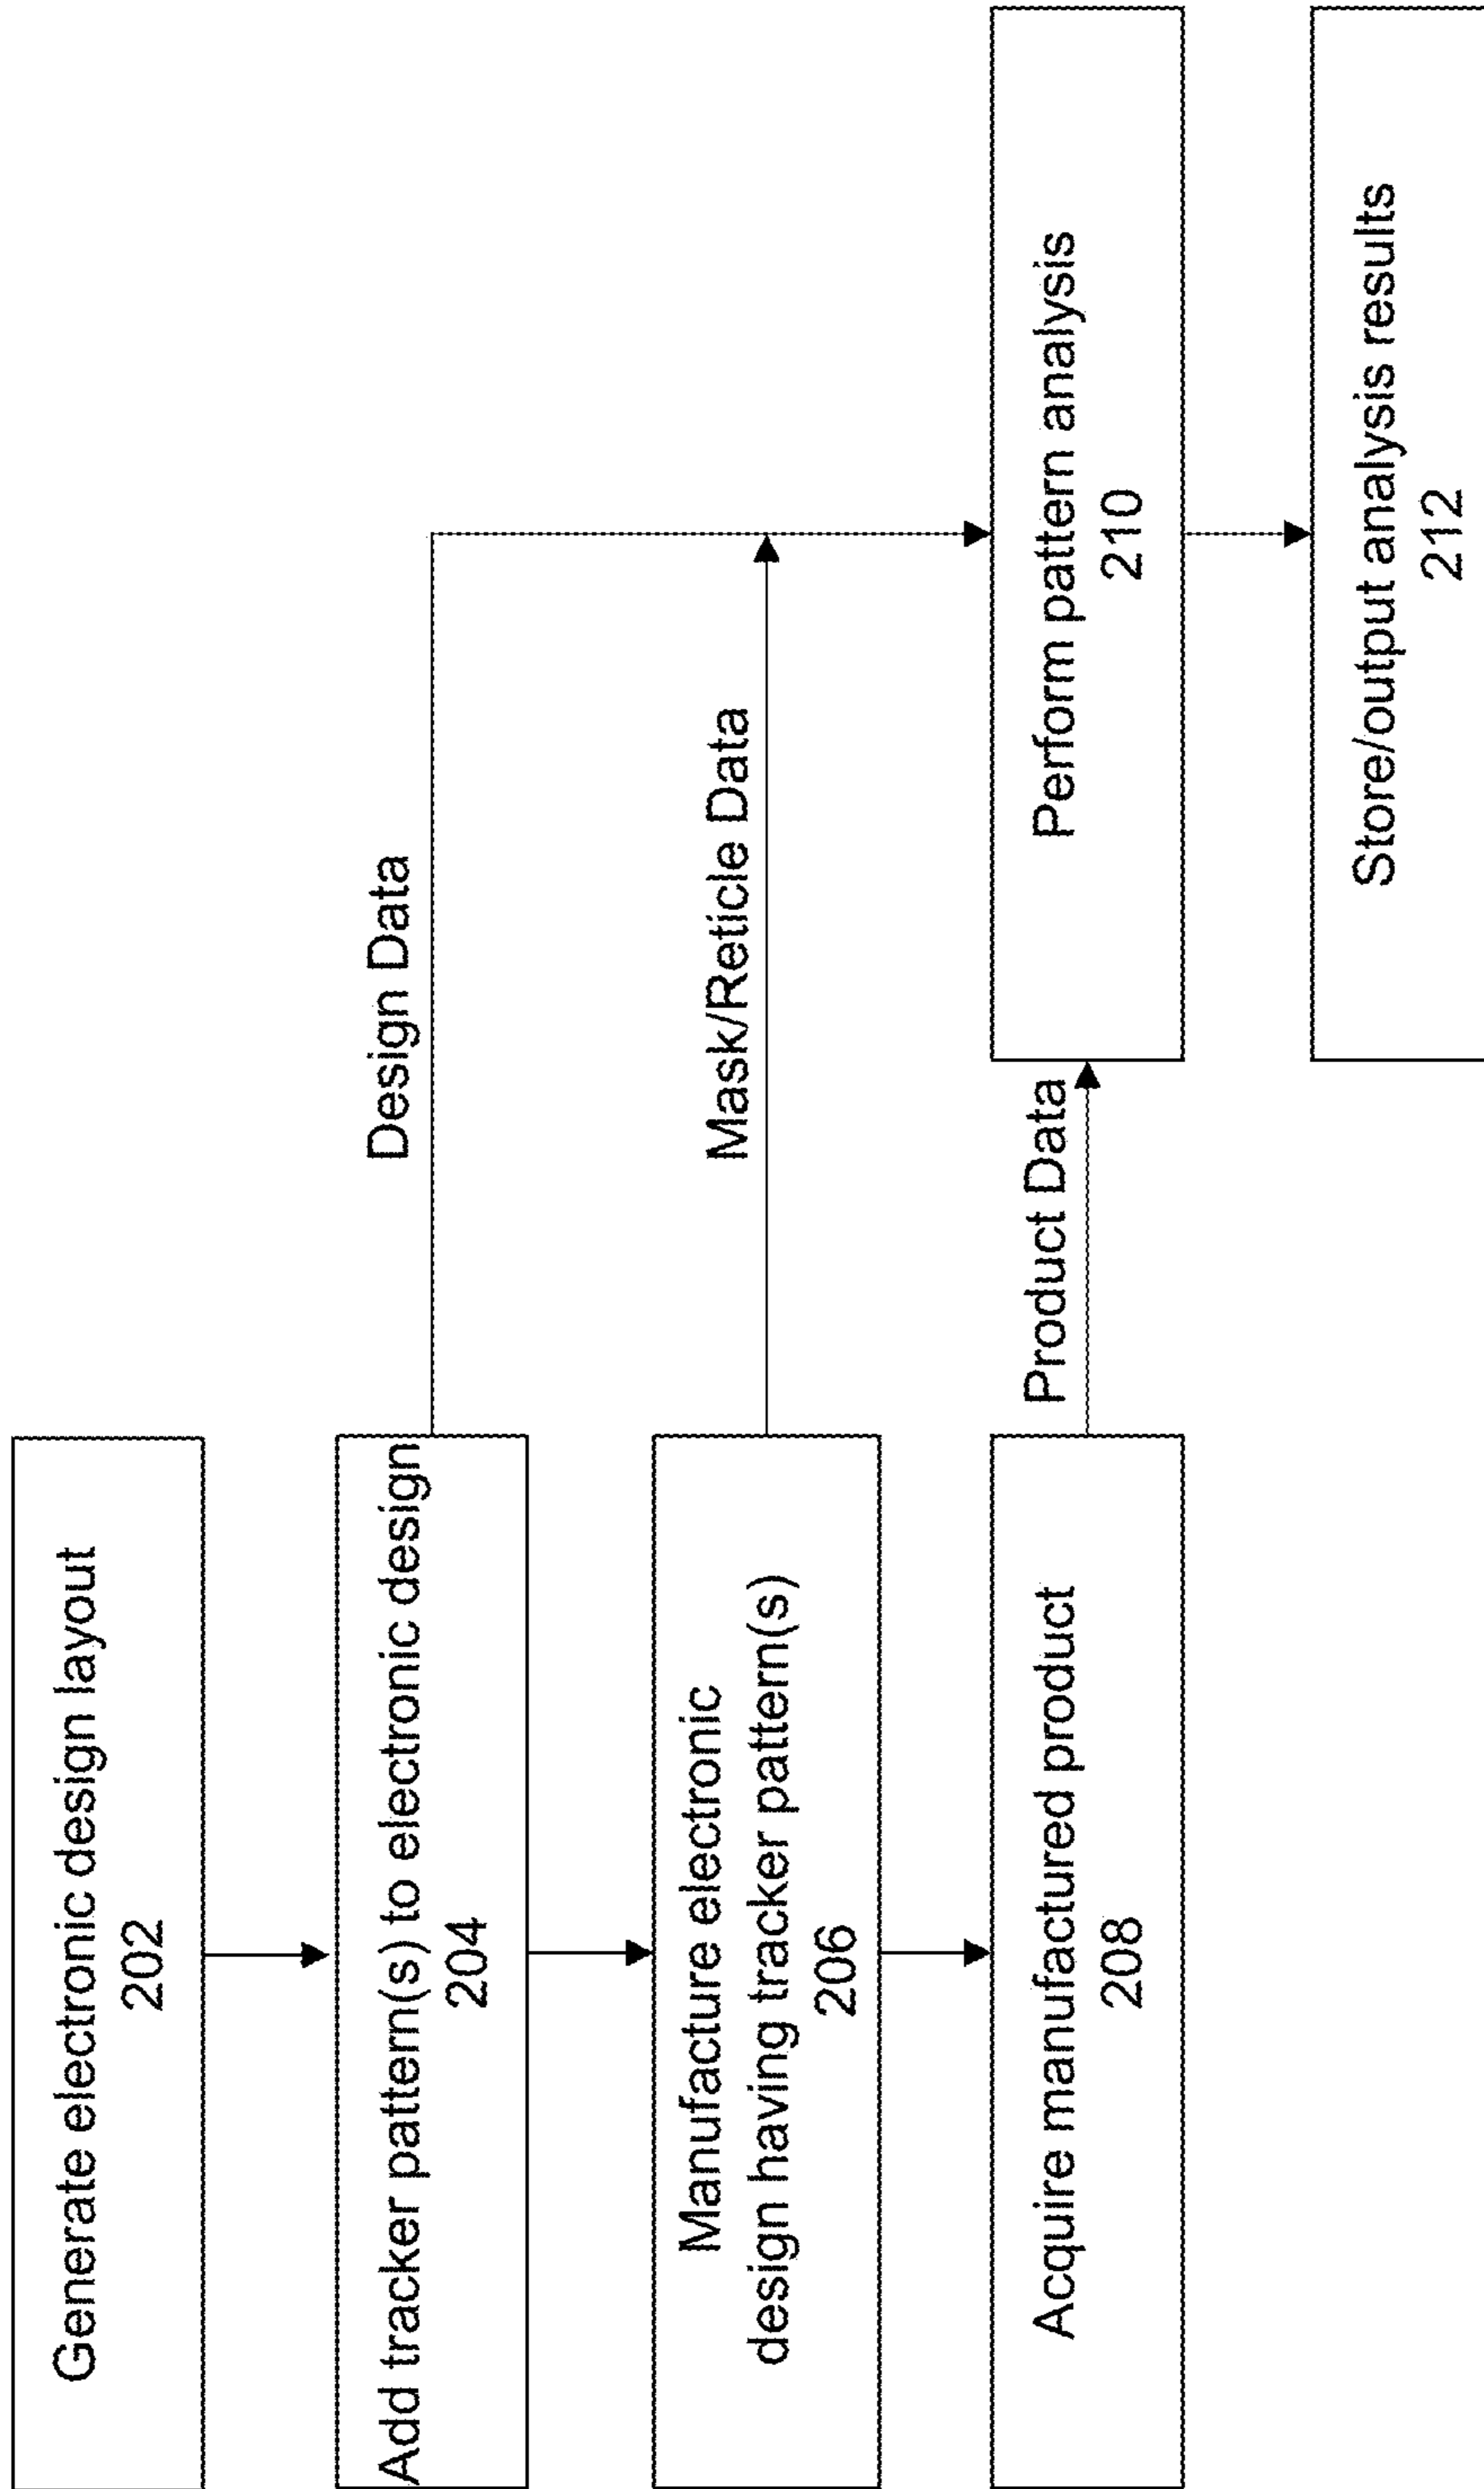 Generate electronic design layout
202
Add tracker pattern(s) to electronic design
204
Design Data
Manufacture electronic
design having tracker pattern(s)
206
Mask/Reticle Data
Acquire manufactured product
208
Product Data
Perform pattern analysis
210
Store/output analysis results
212